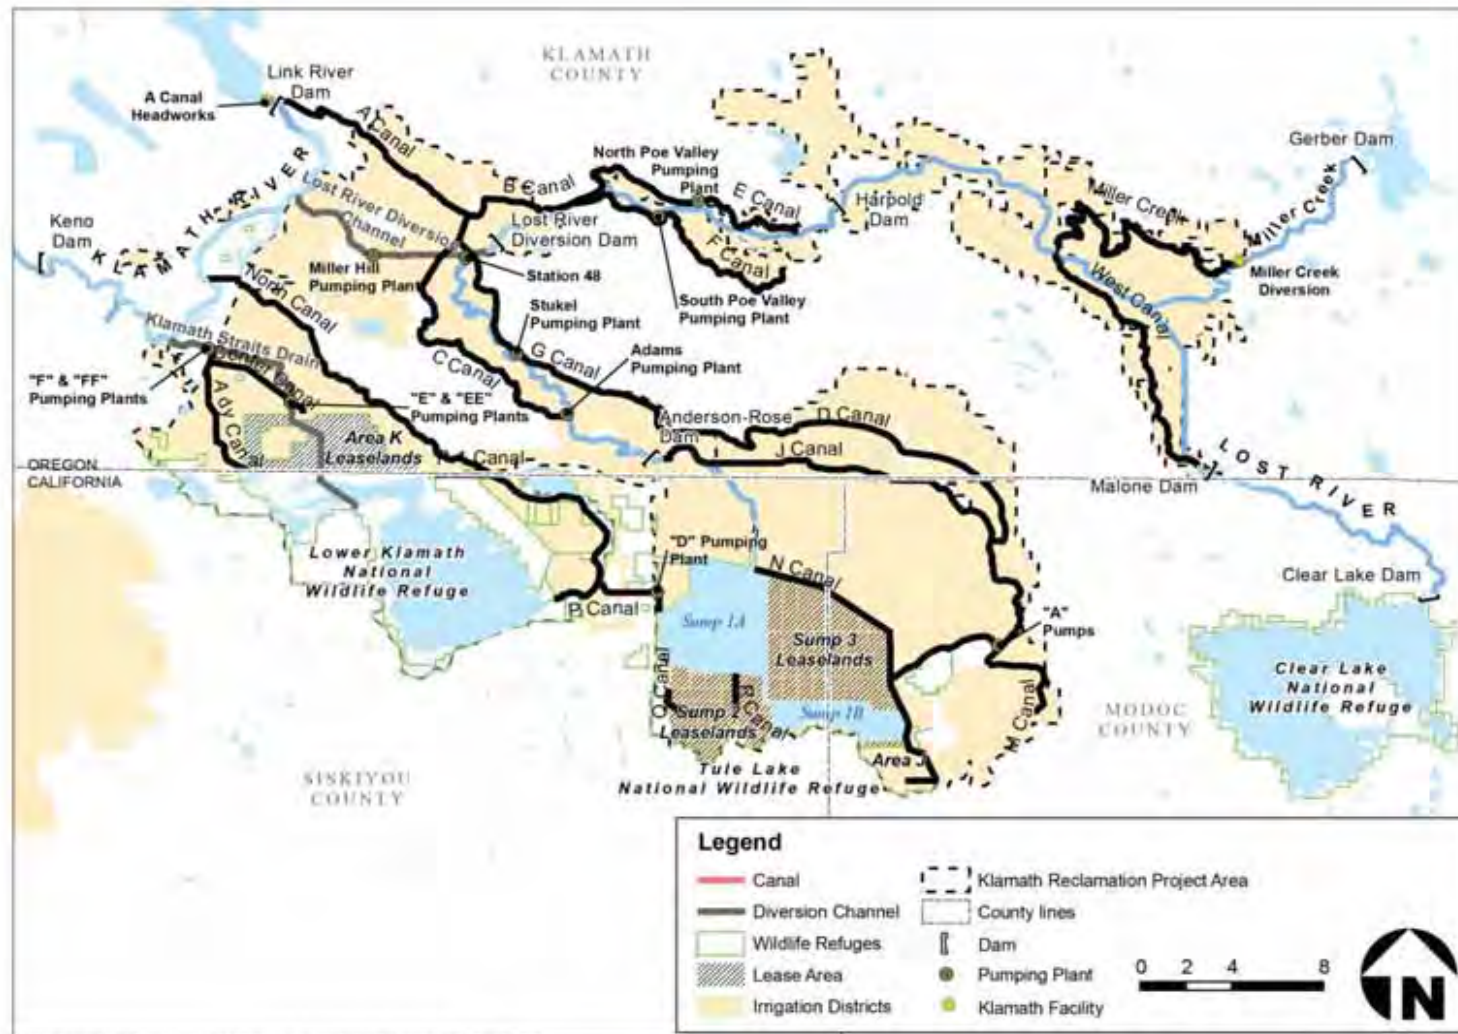 KLAMATH
COUNTY
Link River
Dam
A Canal
Headworks
A Canal
KLAMATH RIVER
Lost River Diversion
Channel
Keno
Dam
B Canal
North Poe Valley
Pumping
Plant
E Canal
Lost River
Diversion Dam
F Canal
Harpold
Dam
Gerber Dam
Miller Creek
Miller Creek
Miller Creek
Diversion
West Canal
Miller Hill
Pumping Plant
Station 48
South Poe Valley
Pumping Plant
North Canal
Stukel
Pumping Plant
Klamath Straits Drain
G Canal
C Canal
Adams
Pumping Plant
"F" & "FF"
Pumping Plants
Center Canal
Ady Canal
"E" & "EE"
Pumping Plants
Area K
Leaselands
Canal
Anderson-Rose
Dam
D Canal
J Canal
OREGON
CALIFORNIA
Malone Dam
LOST RIVER
Clear Lake Dam
Lower Klamath
National
Wildlife Refuge
"D" Pumping
Plant
P Canal
N Canal
Sump 1A
Sump 3
Leaselands
"A"
Pumps
Q Canal
R Canal
Leaselands
Sump 1B
Area J
M Canal
Tule Lake
National Wildlife Refuge
MODOC
COUNTY
Clear Lake
National
Wildlife Refuge
SISKIYOU
COUNTY
Legend
Canal
Diversion Channel
Wildlife Refuges
Lease Area
Irrigation Districts
Klamath Reclamation Project Area
County lines
Dam
Pumping Plant
Klamath Facility
0 2 4 8
N